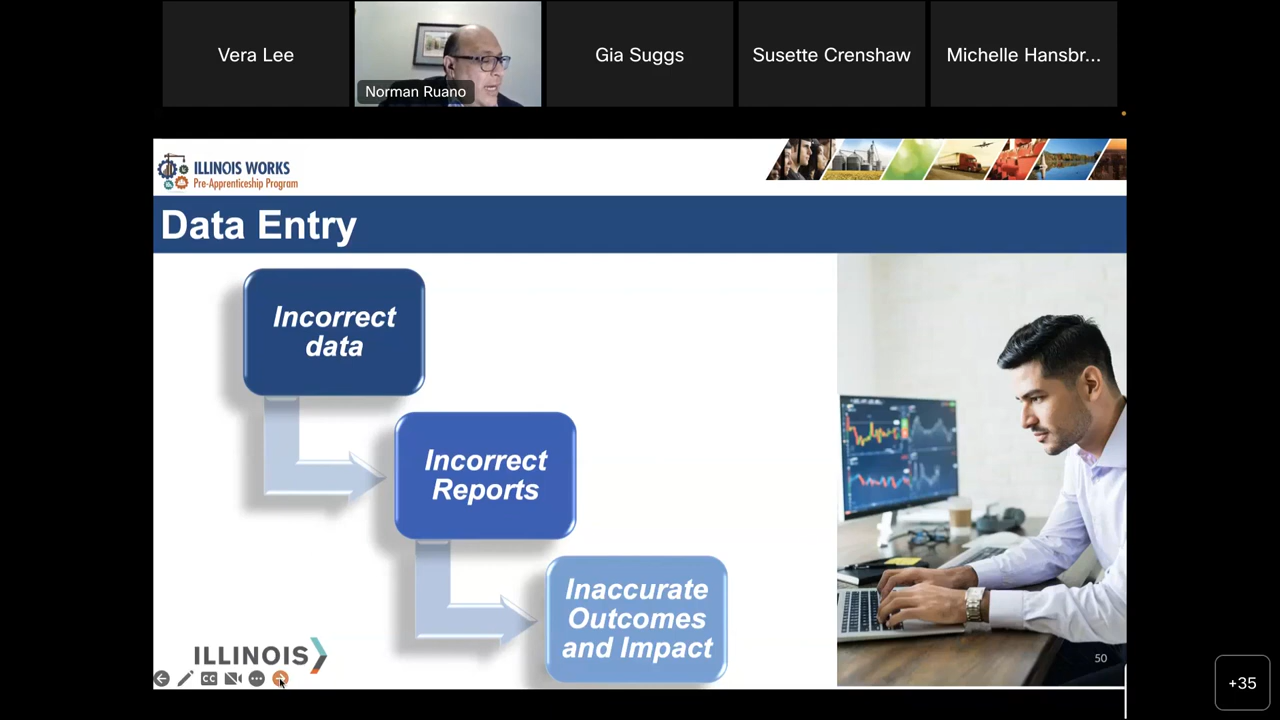 Vera Lee
Norman Ruano
Gia Suggs
Susette Crenshaw
Michelle Hansbr...
ILLINOIS WORKS
Pre-Apprenticeship Program
Data Entry
Incorrect
data
Incorrect
Reports
Inaccurate
Outcomes
and Impact
ILLINOIS
CC
50
+35